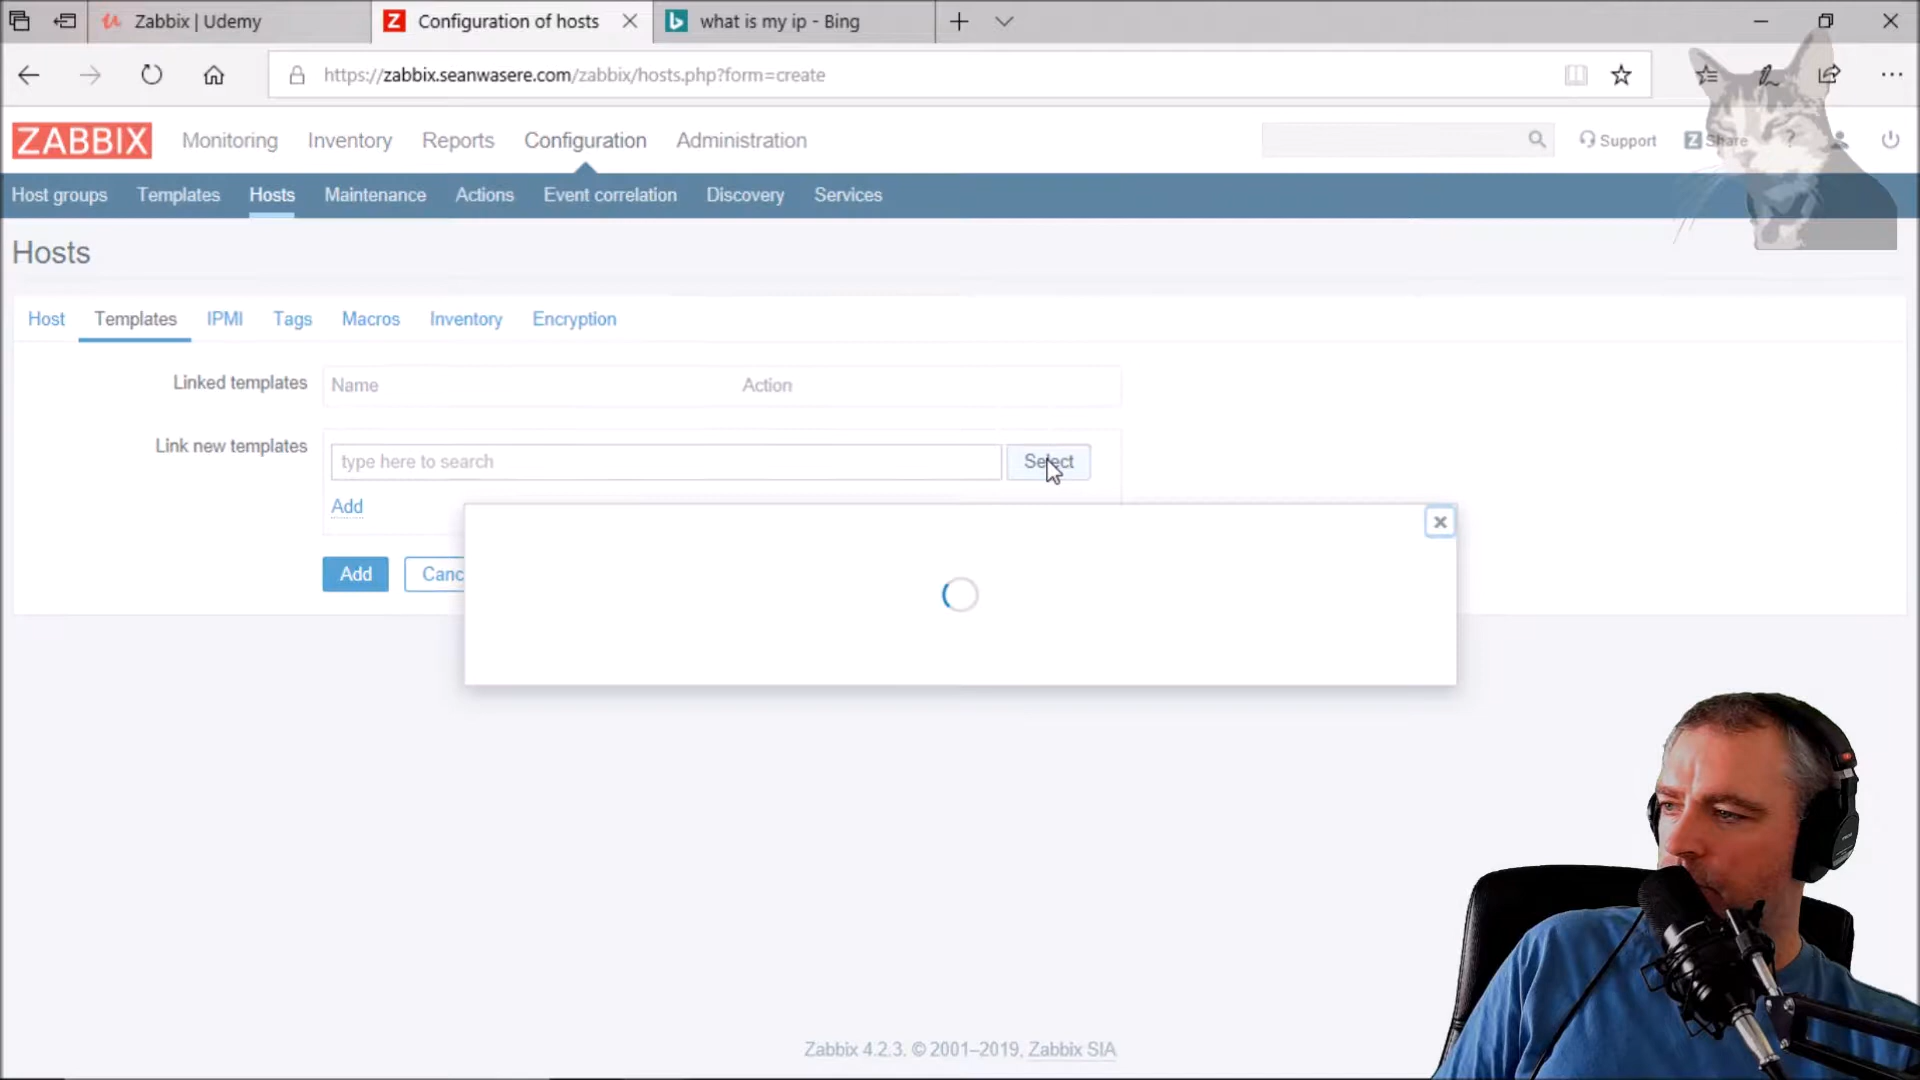 Zabbix | Udemy
Configuration of hosts
what is my ip - Bing
https://zabbix.seanwasere.com/zabbix/hosts.php?form=create
ZABBIX
Monitoring
Inventory
Reports
Configuration
Administration
Support
Z Share
?
Host groups
Templates
Hosts
Maintenance
Actions
Event correlation
Discovery
Services
Hosts
Host
Templates
IPMI
Tags
Macros
Inventory
Encryption
Linked templates
Name
Action
Link new templates
type here to search
Select
Add
Add
Canc
Zabbix 4.2.3. © 2001–2019, Zabbix SIA